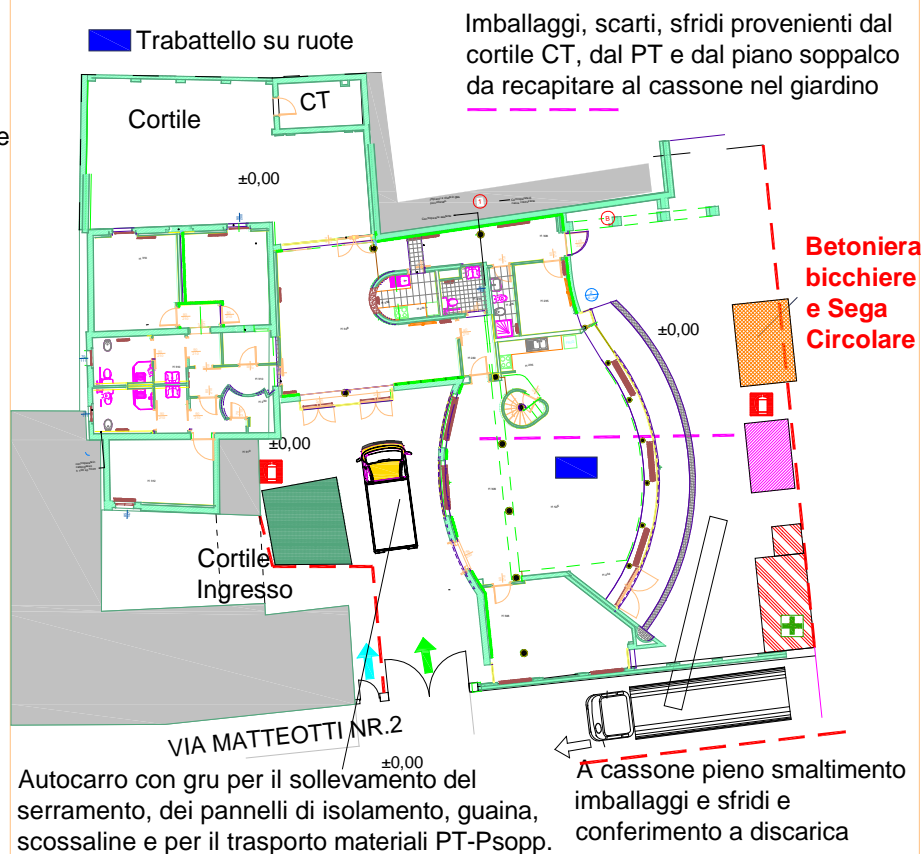 Trabattello su ruote
Imballaggi, scarti, sfridi provenienti dal
cortile CT, dal PT e dal piano soppalco
da recapitare al cassone nel giardino
e
Cortile
CT
±0,00
1
B
Betoniera
bicchiere
e Sega
Circolare
±0,00
±0,00
Cortile
Ingresso
VIA MATTEOTTI NR.2
±0,00
Autocarro con gru per il sollevamento del
serramento, dei pannelli di isolamento, guaina,
scossaline e per il trasporto materiali PT-Psopp.
A cassone pieno smaltimento
imballaggi e sfridi e
conferimento a discarica